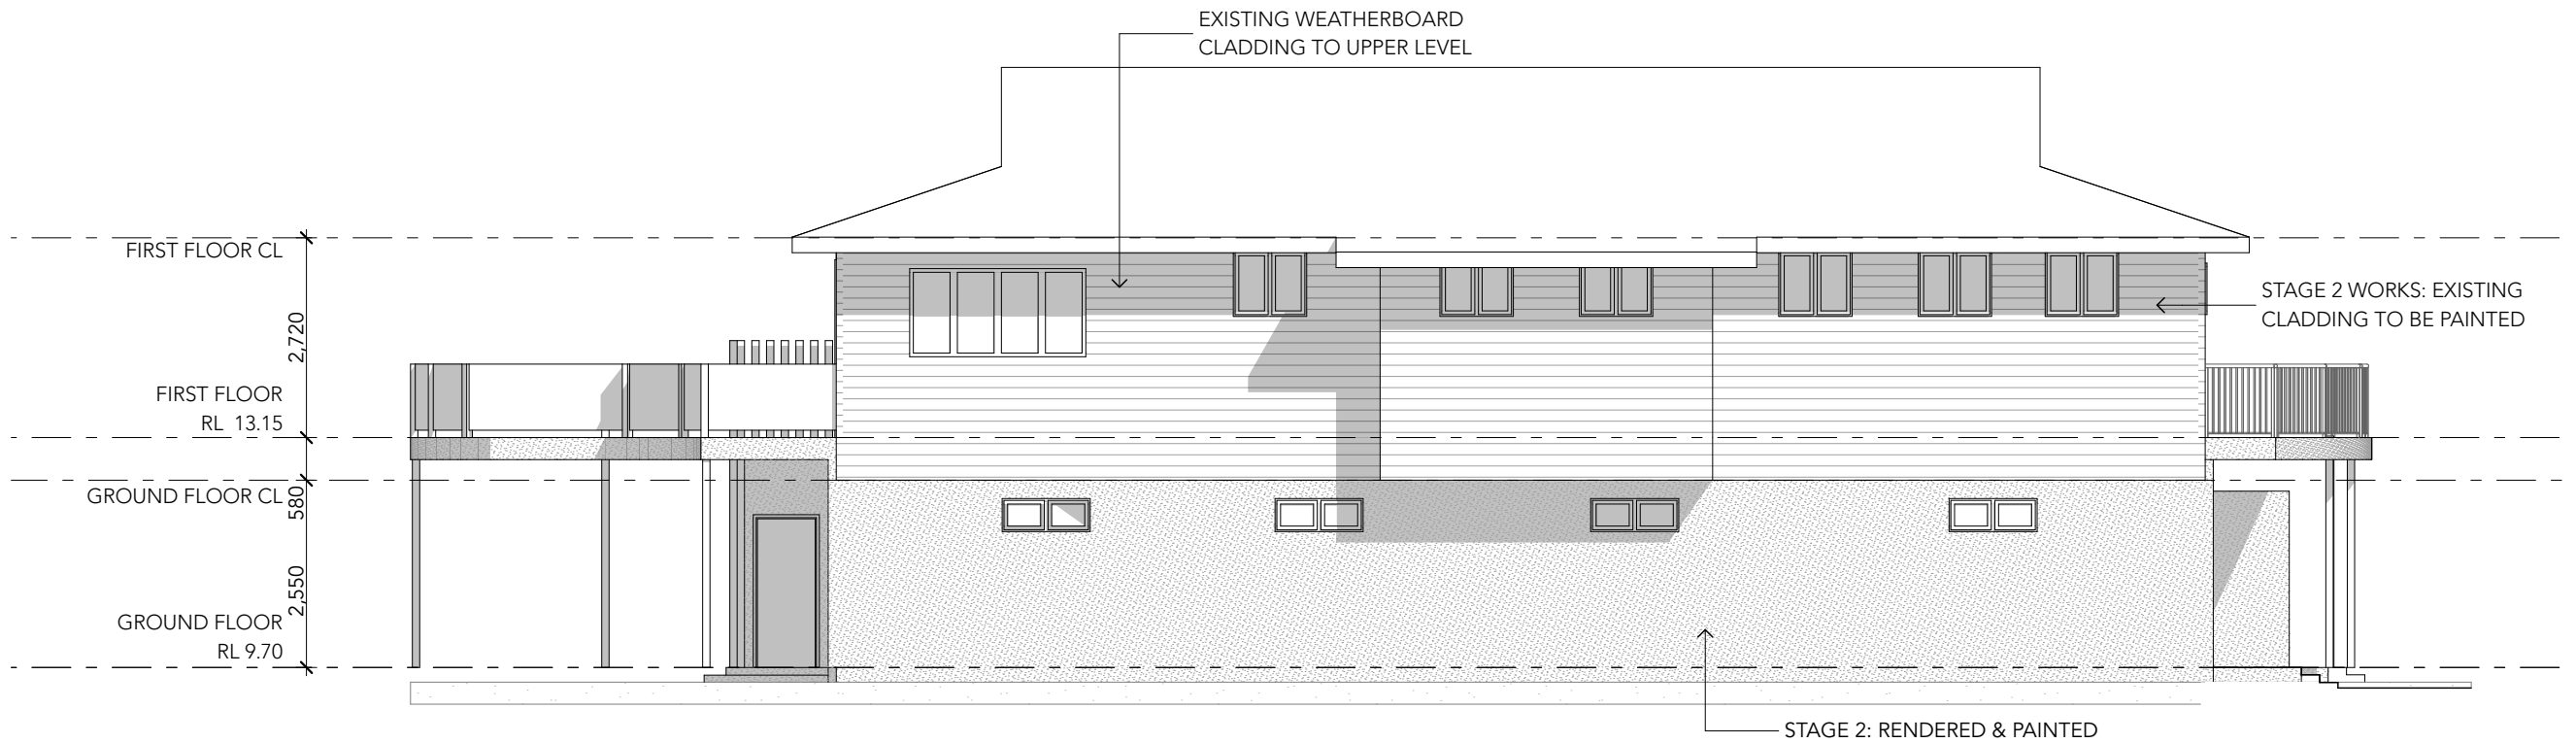 EXISTING WEATHERBOARD
CLADDING TO UPPER LEVEL
FIRST FLOOR CL
STAGE 2 WORKS: EXISTING
CLADDING TO BE PAINTED
2,720
FIRST FLOOR
RL 13.15
GROUND FLOOR CL
580
2,550
GROUND FLOOR
RL 9.70
STAGE 2: RENDERED & PAINTED